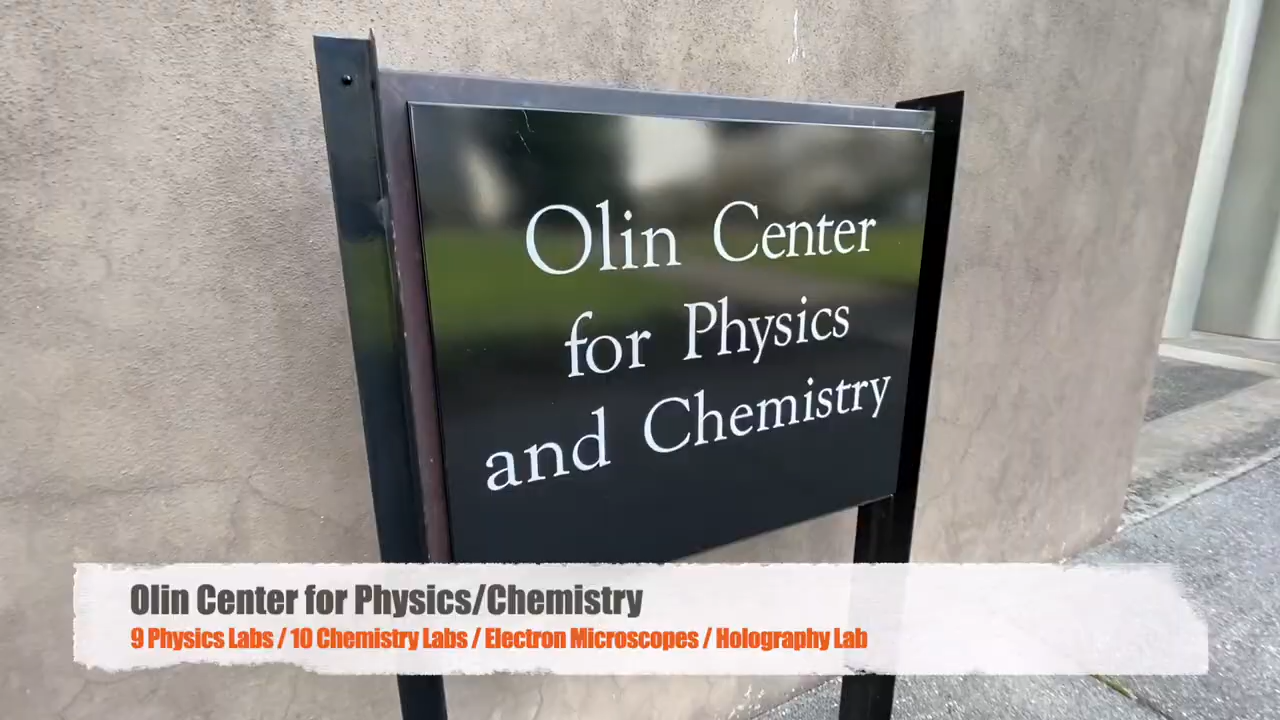 Olin Center
for Physics
and Chemistry
Olin Center for Physics/Chemistry
9 Physics Labs / 10 Chemistry Labs / Electron Microscopes / Holography Lab